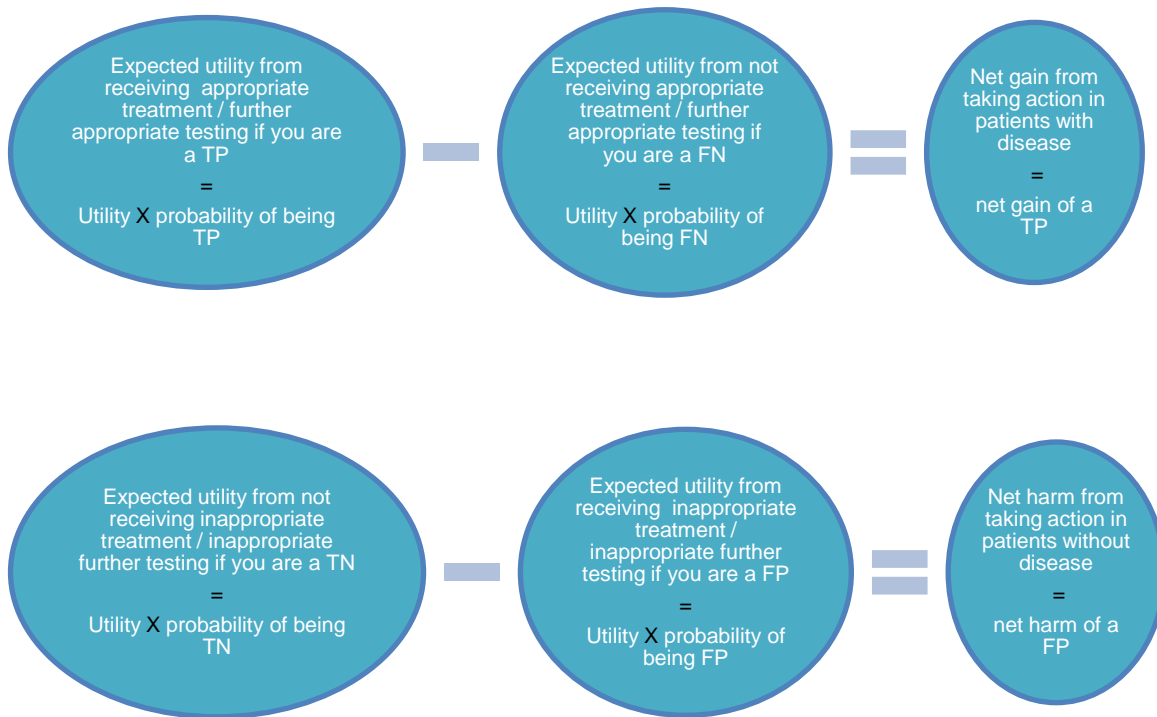 Expected utility from
receiving appropriate
treatment / further
appropriate testing if you are
a TP
=
Utility X probability of being
TP
Expected utility from not
receiving appropriate
treatment / further
appropriate testing if
you are a FN
=
Utility X probability of
being FN
Net gain from
taking action in
patients with
disease
=
net gain of a
TP
Expected utility from not
receiving inappropriate
treatment / inappropriate
further testing if you are a TN
=
Utility X probability of being
TN
Expected utility from
receiving inappropriate
treatment /
inappropriate further
testing if you are a FP
=
Utility X probability of
being FP
Net harm from
taking action in
patients without
disease
=
net harm of a
FP